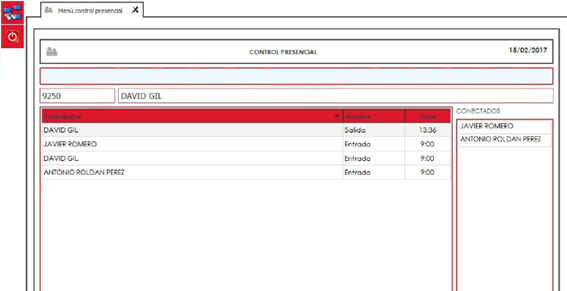 Menú control presencial X
CONTROL PRESENCIAL 15/02/2017
9250 DAVID GIL
Trabajador Acción Hora CONECTADOS
DAVID GIL Salida 13:36 JAVIER ROMERO
JAVIER ROMERO Entrada 9:00 ANTONIO ROLDAN PEREZ
DAVID GIL Entrada 9:00
ANTONIO ROLDAN PEREZ Entrada 9:00